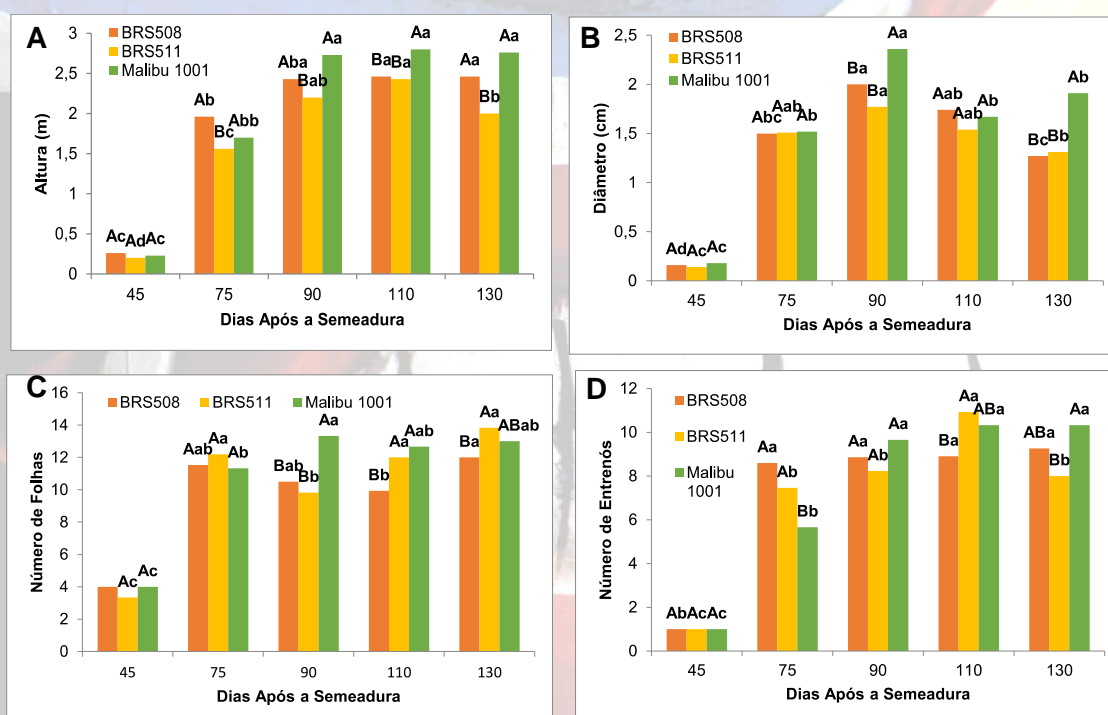 A
BRS508
BRS511
Malibu 1001
Altura (m)
3
2,5
2
1,5
1
0,5
0
Ac Ad Ac
Ab Bc Abb
Aba Bab Aa
Ba Ba Aa
Aa Bb Aa
45 75 90 110 130
Dias Após a Semeadura
B
BRS508
BRS511
Malibu 1001
Diâmetro (cm)
2,5
2
1,5
1
0,5
0
Ad Ac Ac
Abc Aab Ab
Ba Ba Aa
Aab Aab Ab
Bc Bb Ab
45 75 90 110 130
Dias Após a Semeadura
C
BRS508 BRS511 Malibu 1001
Número de Folhas
16
14
12
10
8
6
4
2
0
Ac Ac
Aab Aa Ab
Bab Bb Aa
Bb Aa Aab
Ba Aa ABab
45 75 90 110 130
Dias Após a Semeadura
D
BRS508
BRS511
Malibu
1001
Número de Entrenós
12
10
8
6
4
2
0
Ab Ac Ac
Aa Ab Bb
Aa Ab Aa
Ba Aa ABa
ABa Bb Aa
45 75 90 110 130
Dias Após a Semeadura